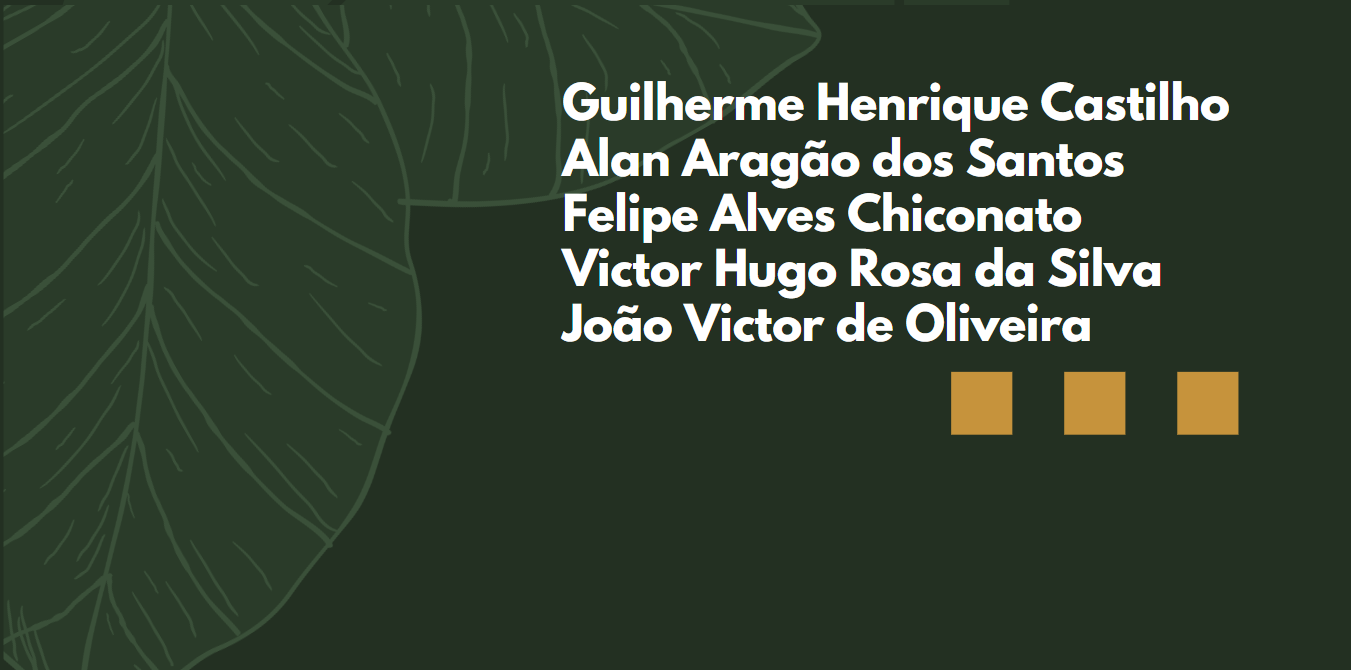 Guilherme Henrique Castilho
Alan Aragão dos Santos
Felipe Alves Chiconato
Victor Hugo Rosa da Silva
João Victor de Oliveira